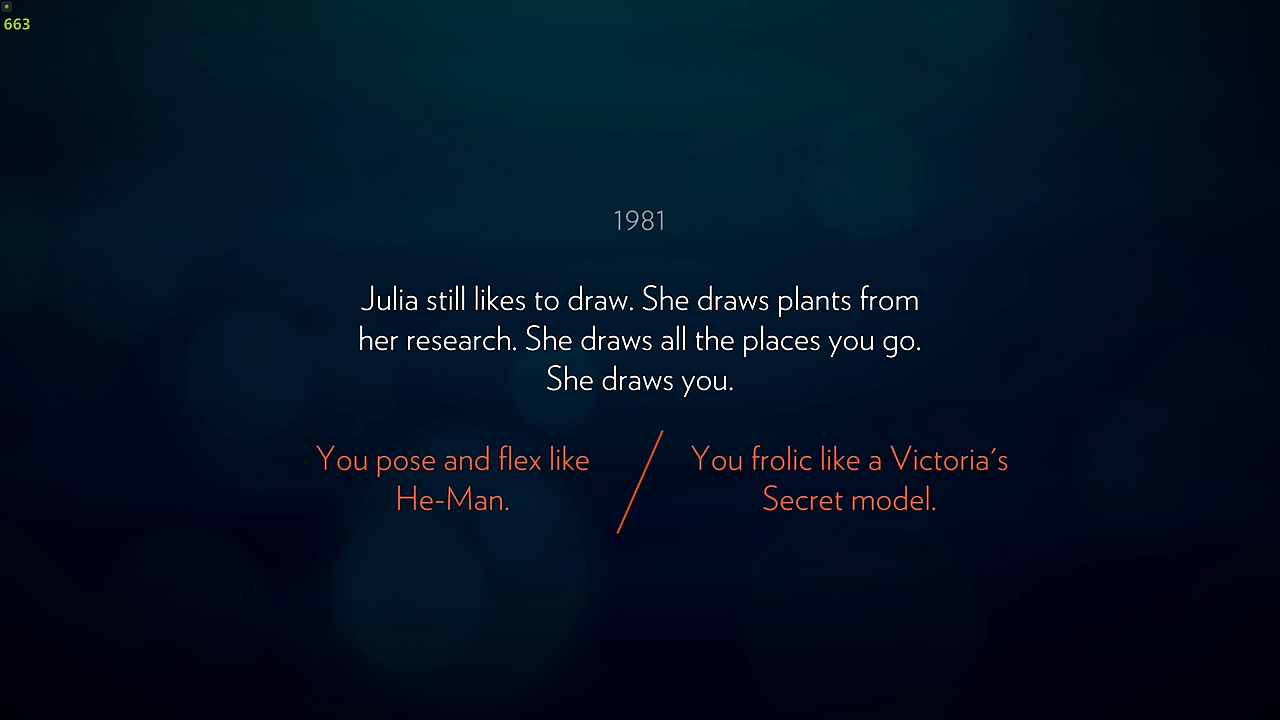 663
1981
Julia still likes to draw. She draws plants from
her research. She draws all the places you go.
She draws you.
You pose and flex like
He-Man.
You frolic like a Victoria's
Secret model.